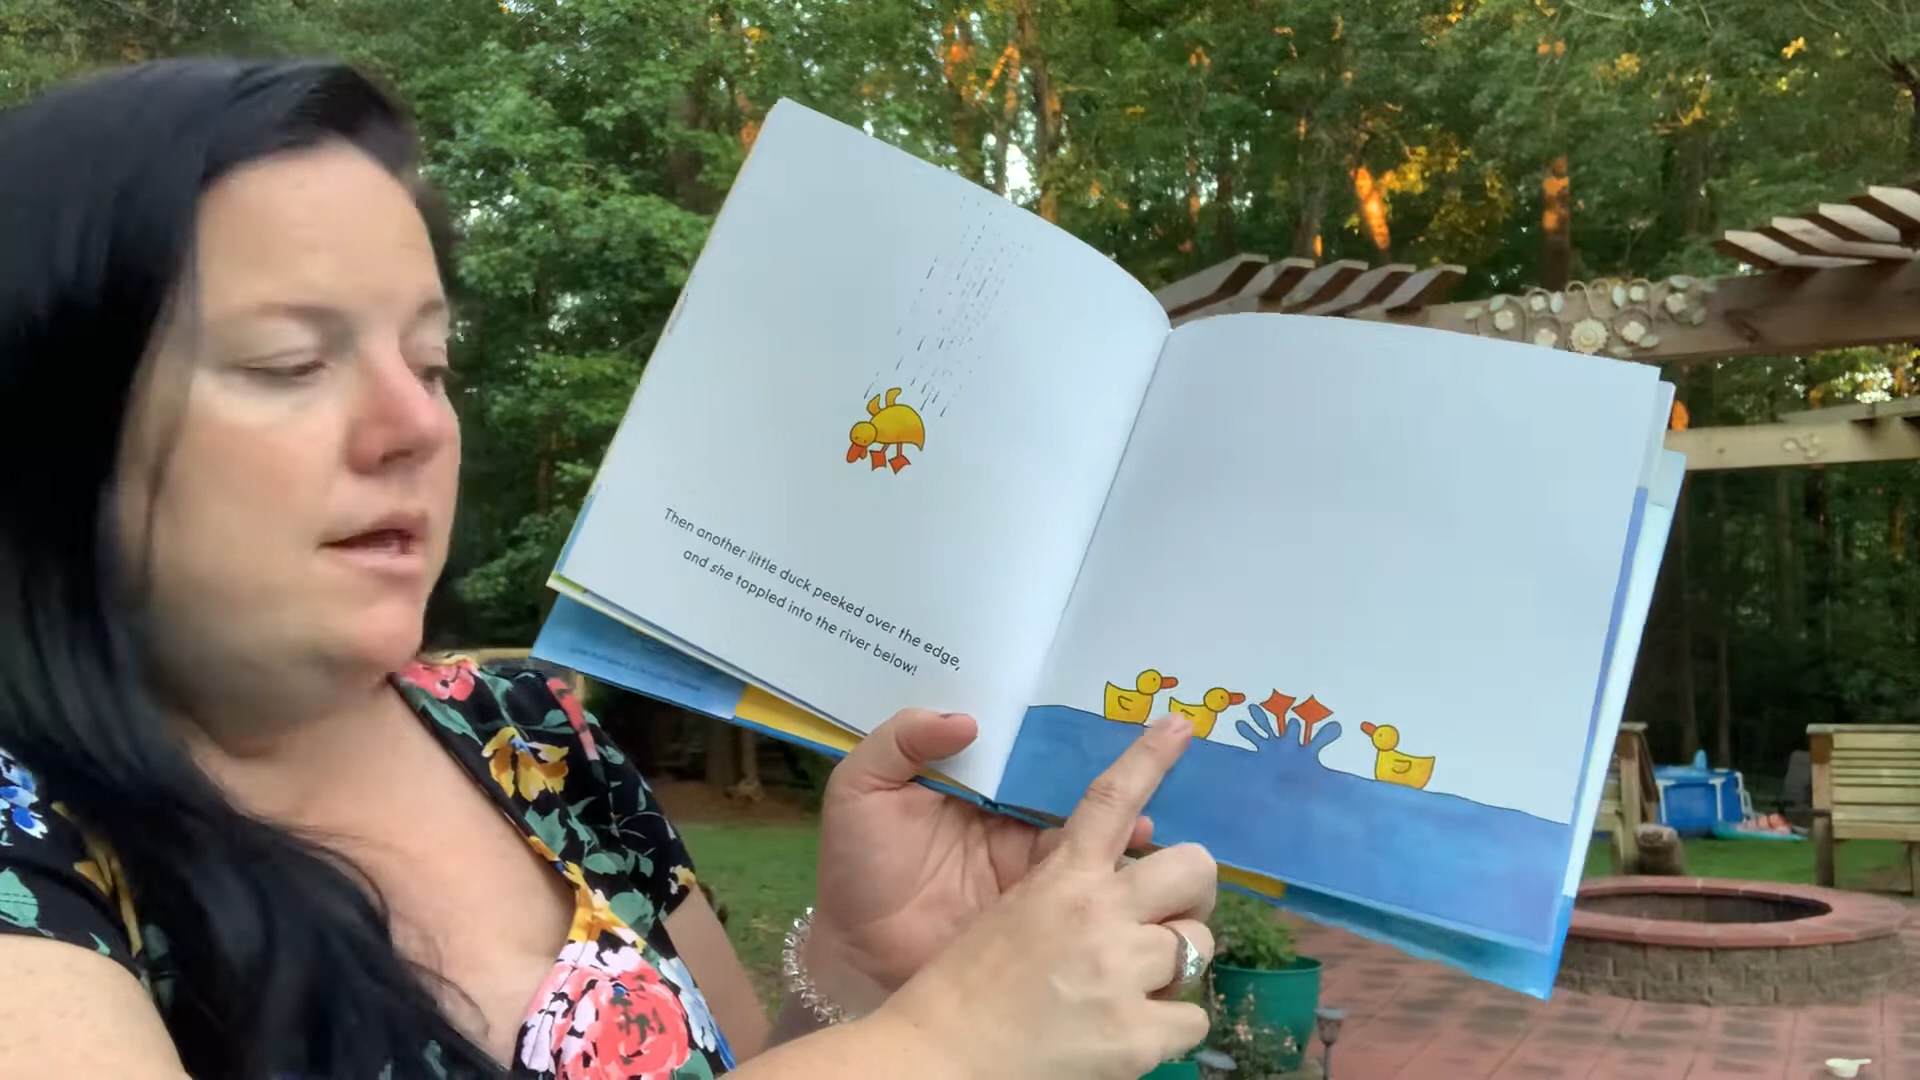 Then another little duck peeked over the edge,
and she toppled into the river below!